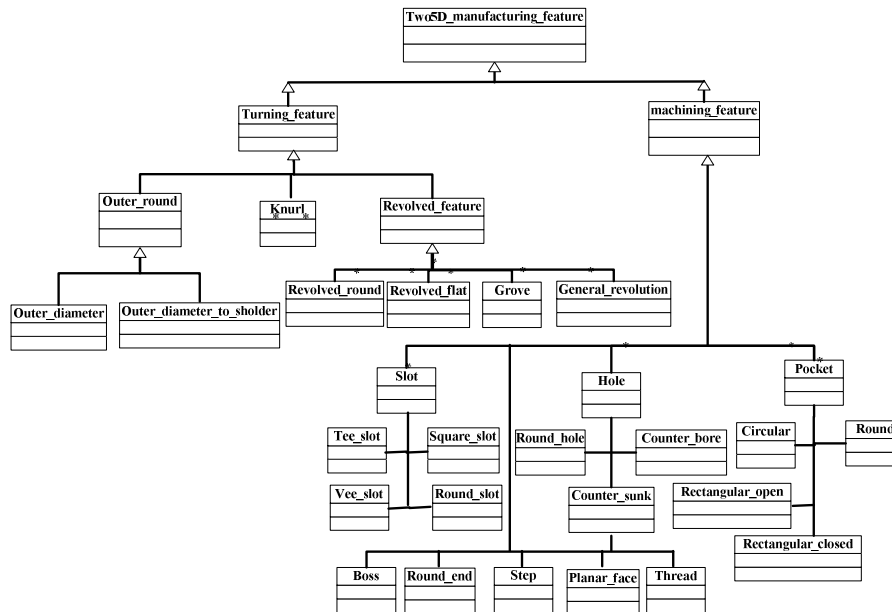 Two5D_manufacturing_feature
Turning_feature
machining_feature
Outer_round
Knurl
Revolved_feature
Outer_diameter
Outer_diameter_to_sholder
Revolved_round
Revolved_flat
Grove
General_revolution
Slot
Hole
Pocket
Tee_slot
Square_slot
Round_hole
Counter_bore
Circular
Round
Vee_slot
Round_slot
Counter_sunk
Rectangular_open
Rectangular_closed
Boss
Round_end
Step
Planar_face
Thread